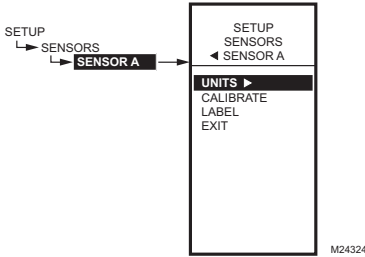 SETUP
SENSORS
SENSOR A
SETUP
SENSORS
◄ SENSOR A
UNITS ►
CALIBRATE
LABEL
EXIT
M24324